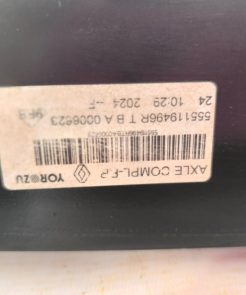 YOROZU
AXLE COMPL-F,R
555119496R T B A 0006623
24 10:29 2024 -F